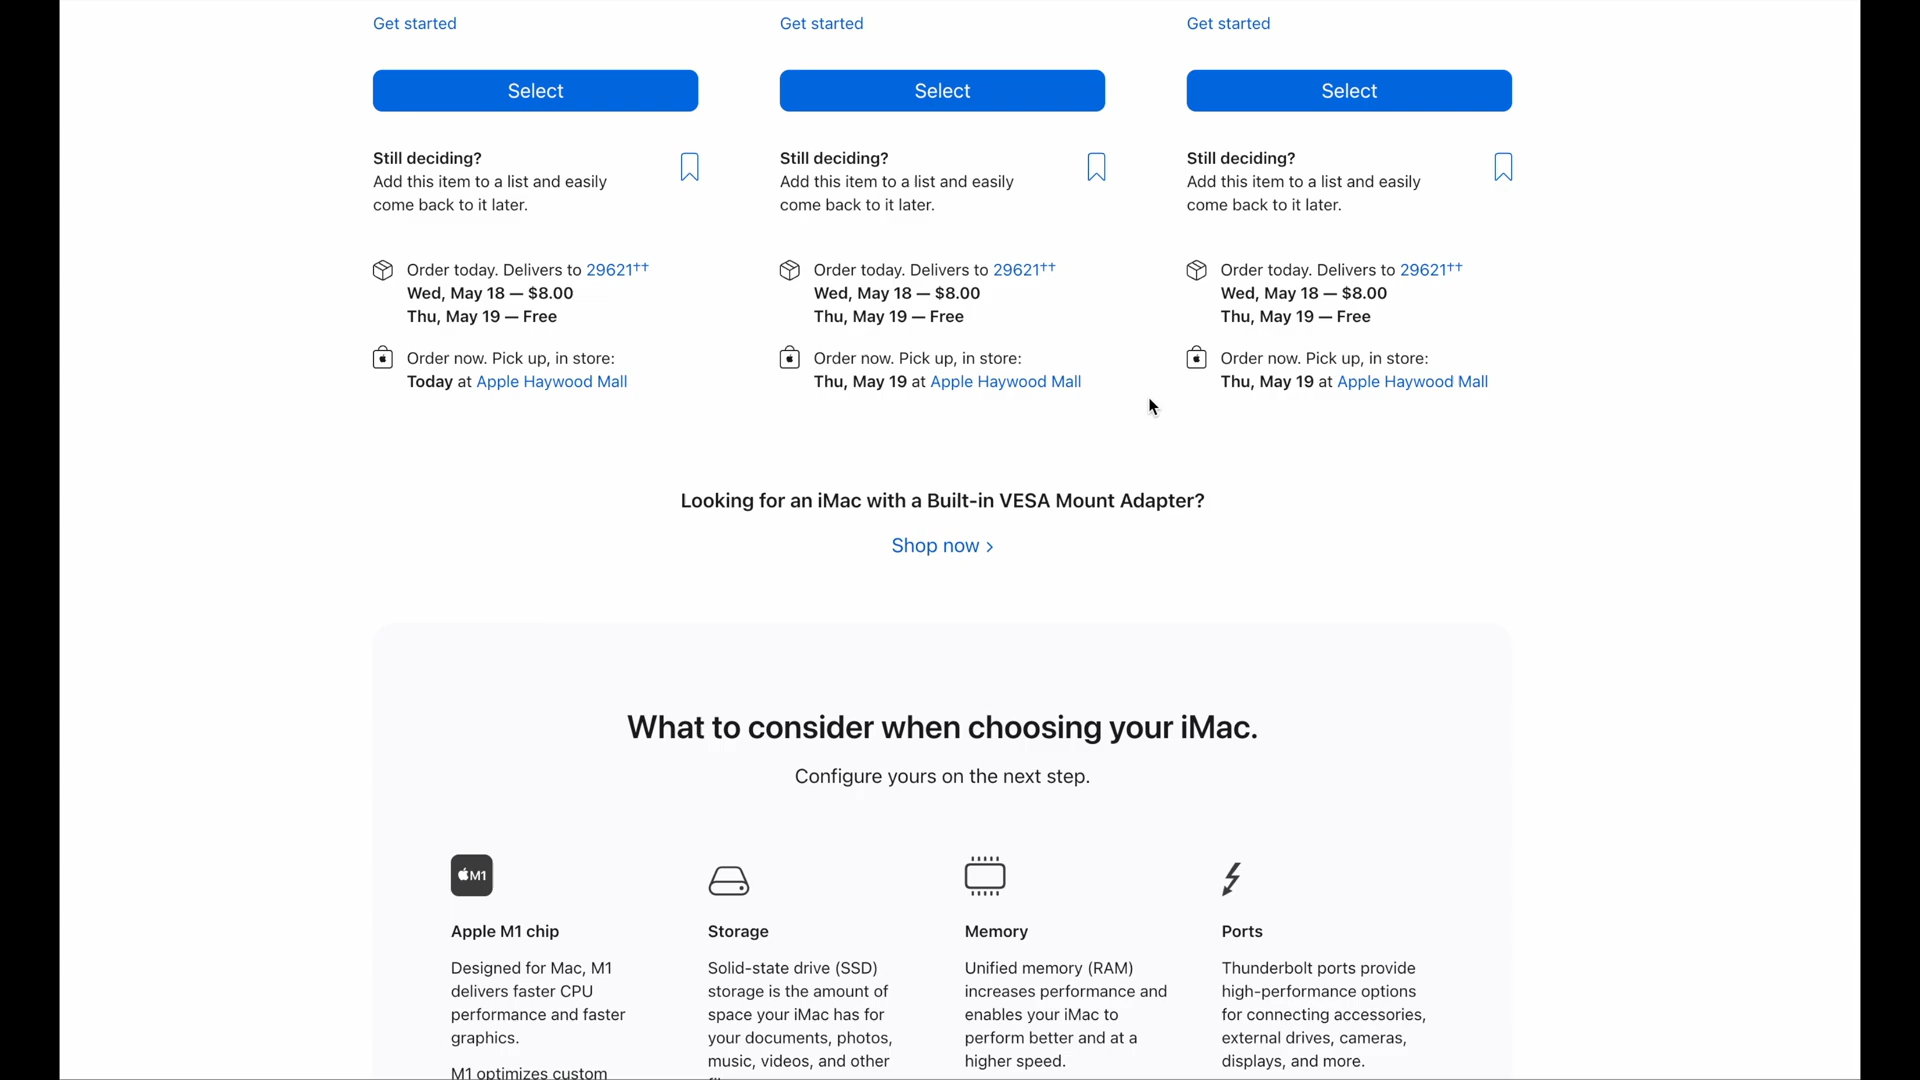 Get started
Get started
Get started
Select
Select
Select
Still deciding?
Add this item to a list and easily
come back to it later.
Still deciding?
Add this item to a list and easily
come back to it later.
Still deciding?
Add this item to a list and easily
come back to it later.
Order today. Delivers to 29621††
Wed, May 18 — $8.00
Thu, May 19 — Free
Order today. Delivers to 29621††
Wed, May 18 — $8.00
Thu, May 19 — Free
Order today. Delivers to 29621††
Wed, May 18 — $8.00
Thu, May 19 — Free
Order now. Pick up, in store:
Today at Apple Haywood Mall
Order now. Pick up, in store:
Thu, May 19 at Apple Haywood Mall
Order now. Pick up, in store:
Thu, May 19 at Apple Haywood Mall
Looking for an iMac with a Built-in VESA Mount Adapter?
Shop now >
What to consider when choosing your iMac.
Configure yours on the next step.
M1
Apple M1 chip
Designed for Mac, M1
delivers faster CPU
performance and faster
graphics.
M1 optimizes custom
Storage
Solid-state drive (SSD)
storage is the amount of
space your iMac has for
your documents, photos,
music, videos, and other
Memory
Unified memory (RAM)
increases performance and
enables your iMac to
perform better and at a
higher speed.
Ports
Thunderbolt ports provide
high-performance options
for connecting accessories,
external drives, cameras,
displays, and more.